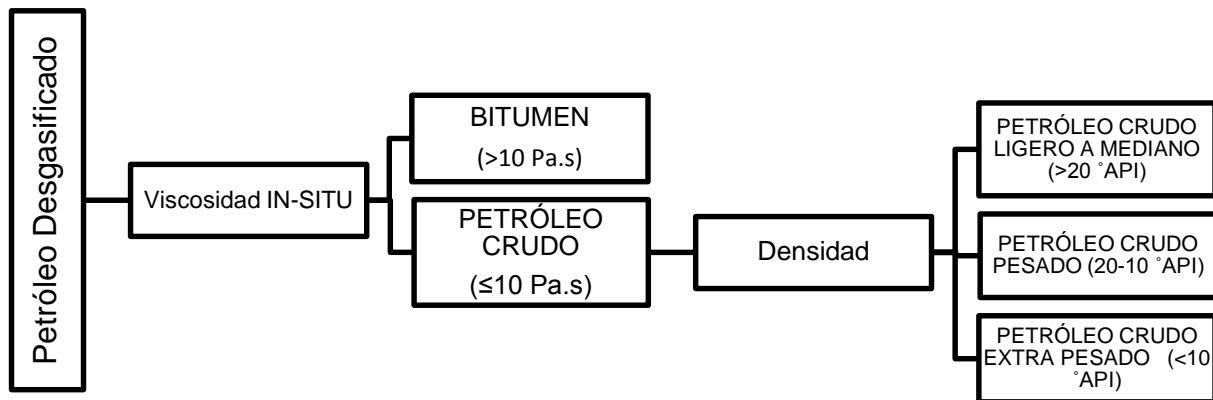 Petróleo Desgasificado
Viscosidad IN-SITU
BITUMEN
(>10 Pa.s)
PETRÓLEO
CRUDO
(≤10 Pa.s)
Densidad
PETRÓLEO CRUDO
LIGERO A MEDIANO
(>20 ˚API)
PETRÓLEO CRUDO
PESADO (20-10 ˚API)
PETRÓLEO CRUDO
EXTRA PESADO (<10
˚API)